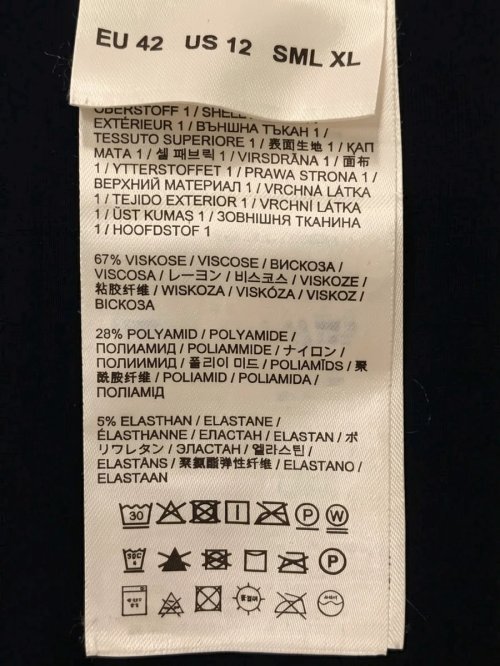 EU 42 US 12 SML XL
OBERSTOFF 1 / SHELL
EXTÉRIEUR 1 / ВЪНШНА ТЪКАН 1 /
TESSUTO SUPERIORE 1 / 表面生地 1 / ҚАП
МАТА 1 / 셸 패브릭 1 / VIRSDRĀNA 1 / 面布
1 / YTTERSTOFFET 1 / PRAWA STRONA 1 /
ВЕРХНИЙ МАТЕРИАЛ 1 / VRCHNÁ LÁTKA
1 / TEJIDO EXTERIOR 1 / VRCHNÍ LÁTKA
1 / ÜST KUMAŞ 1 / ЗОВНІШНЯ ТКАНИНА
1 / HOOFDSTOF 1
67% VISKOSE / VISCOSE / ВИСКОЗА /
VISCOSA / レーヨン / 비스코스 / VISKOZE /
粘胶纤维 / WISKOZA / VISKÓZA / VISKOZ /
ВІСКОЗА
28% POLYAMID / POLYAMIDE /
ПОЛИАМИД / POLIAMMIDE / ナイロン /
ПОЛИИМИД / 폴리이 미드 / POLIAMĪDS / 聚
酰胺纤维 / POLIAMID / POLIAMIDA /
ПОЛІАМІД
5% ELASTHAN / ELASTANE /
ÉLASTHANNE / ЕЛАСТАН / ELASTAN / ポ
リウレタン / ЭЛАСТАН / 엘라스틴 /
ELASTĀNS / 聚氨酯弹性纤维 / ELASTANO /
ELASTAAN
30 P W
P